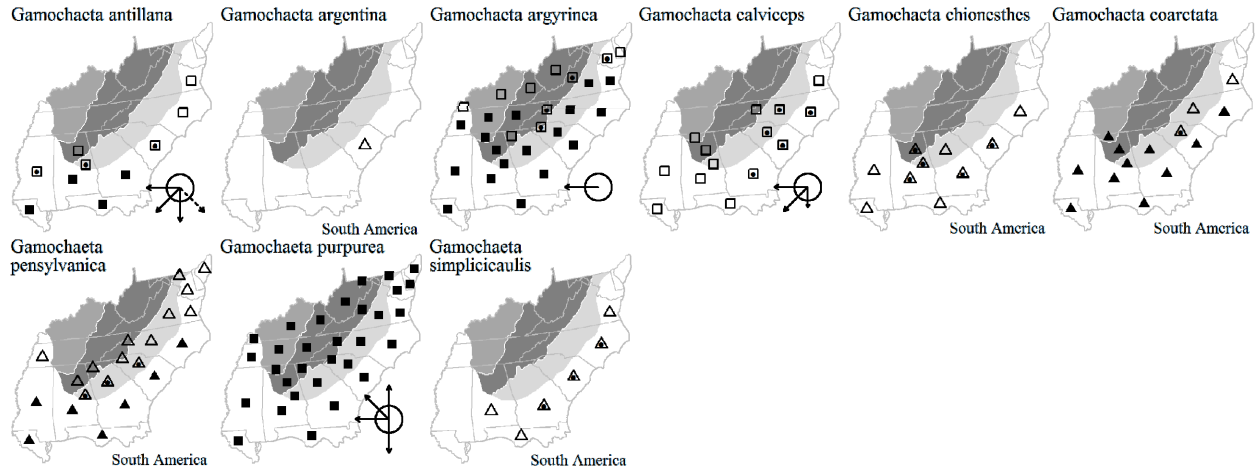 Gamochaeta antillana
Gamochaeta argentina
Gamochaeta argyrinea
Gamochaeta calviceps
Gamochaeta chionesthes
Gamochaeta coarctata
South America
South America
South America
Gamochaeta
pensylvanica
Gamochaeta purpurea
Gamochaeta
simplicicaulis
South America
South America